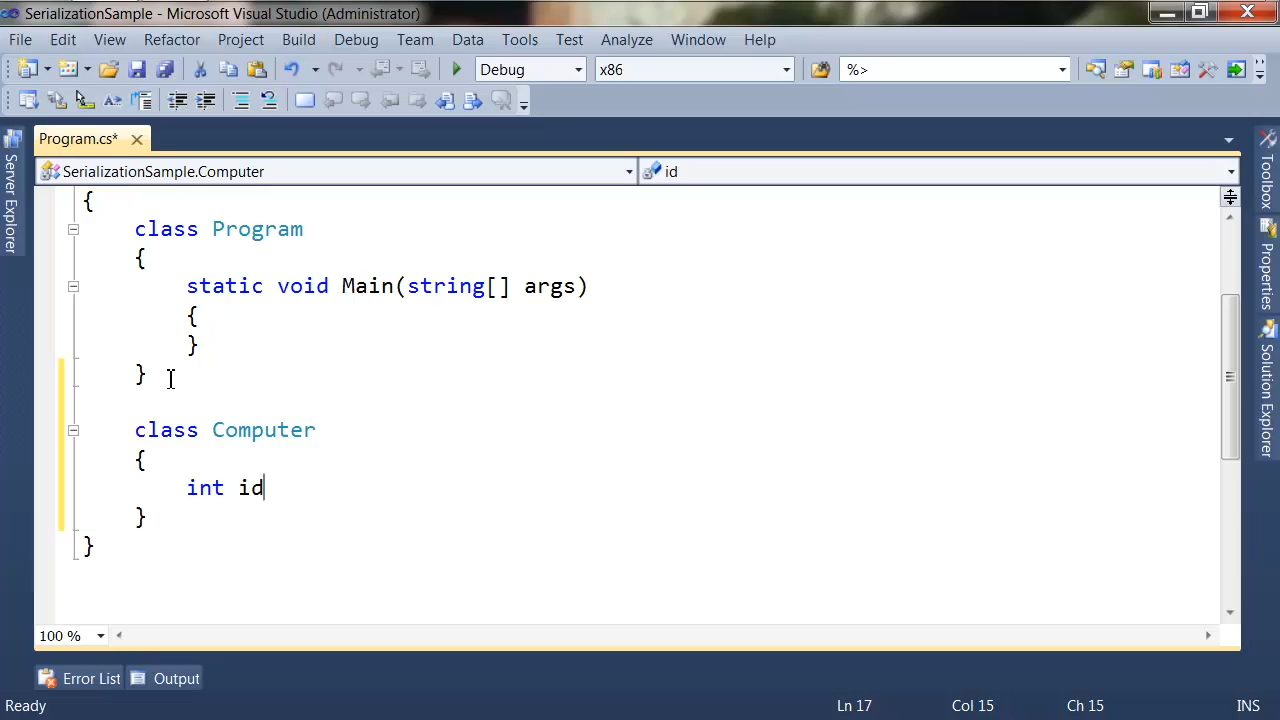 SerializationSample - Microsoft Visual Studio (Administrator)
File Edit View Refactor Project Build Debug Team Data Tools Test Analyze Window Help
Debug x86 %>
Program.cs*
SerializationSample.Computer id
{
class Program
{
static void Main(string[] args)
{
}
}
class Computer
{
int id
}
}
100 %
Error List Output
Ready Ln 17 Col 15 Ch 15 INS
Server Explorer
Toolbox
Properties
Solution Explorer